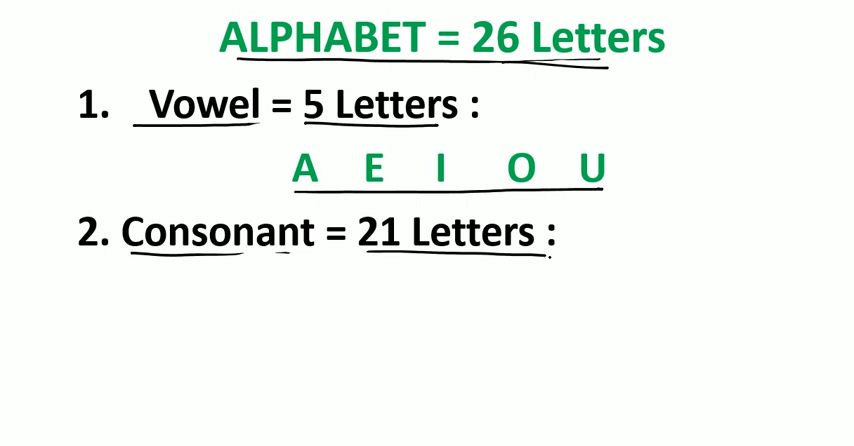 ALPHABET = 26 Letters
1. Vowel = 5 Letters :
A E I O U
2. Consonant = 21 Letters :